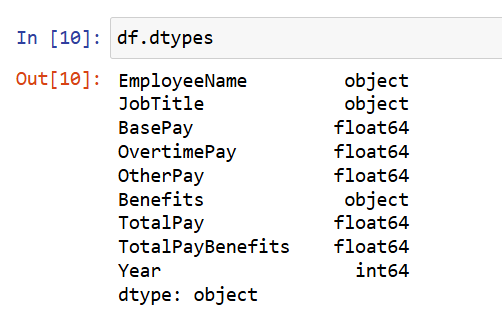 In [10]: df.dtypes
Out[10]: EmployeeName object
JobTitle object
BasePay float64
OvertimePay float64
OtherPay float64
Benefits object
TotalPay float64
TotalPayBenefits float64
Year int64
dtype: object